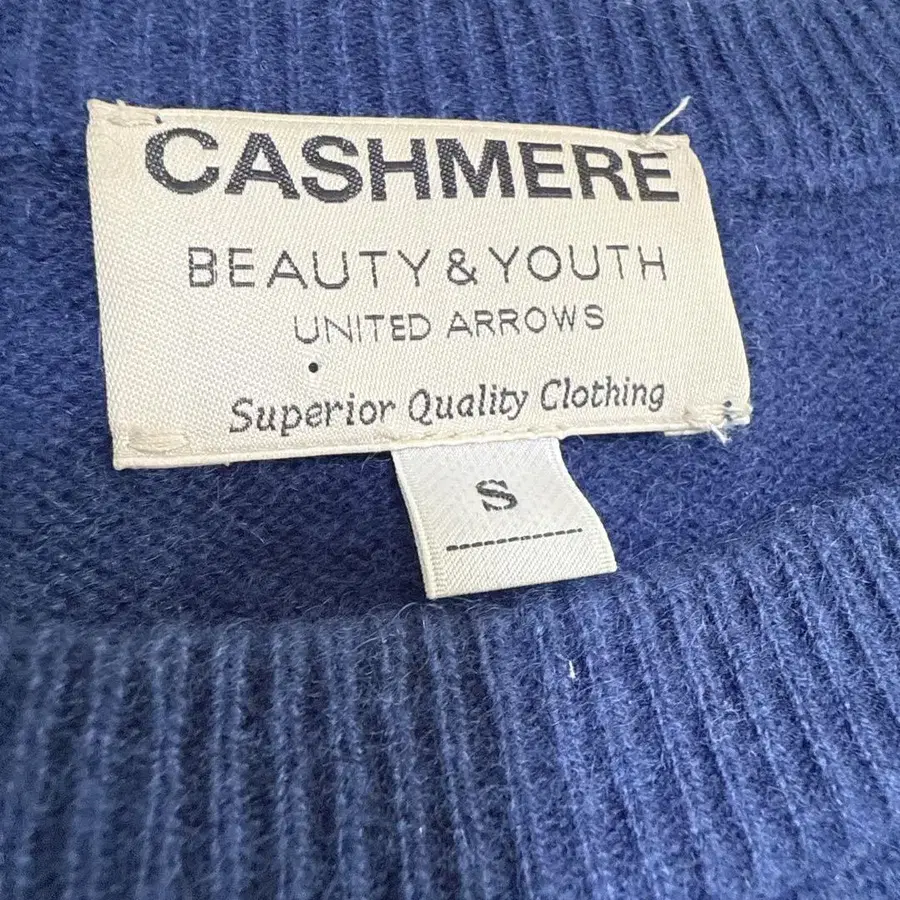 CASHMERE
BEAUTY & YOUTH
UNITED ARROWS
Superior Quality Clothing
S